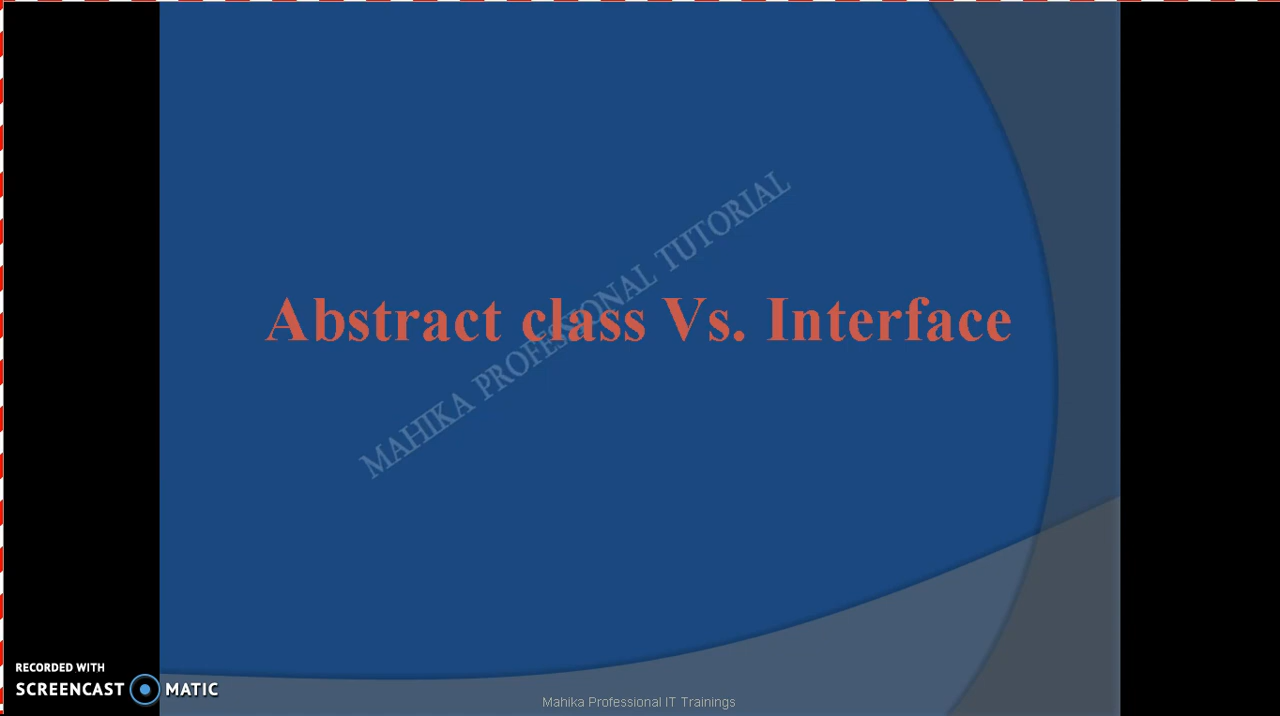 MAHIKA PROFESSIONAL TUTORIAL
Abstract class Vs. Interface
RECORDED WITH
SCREENCAST MATIC
Mahika Professional IT Trainings